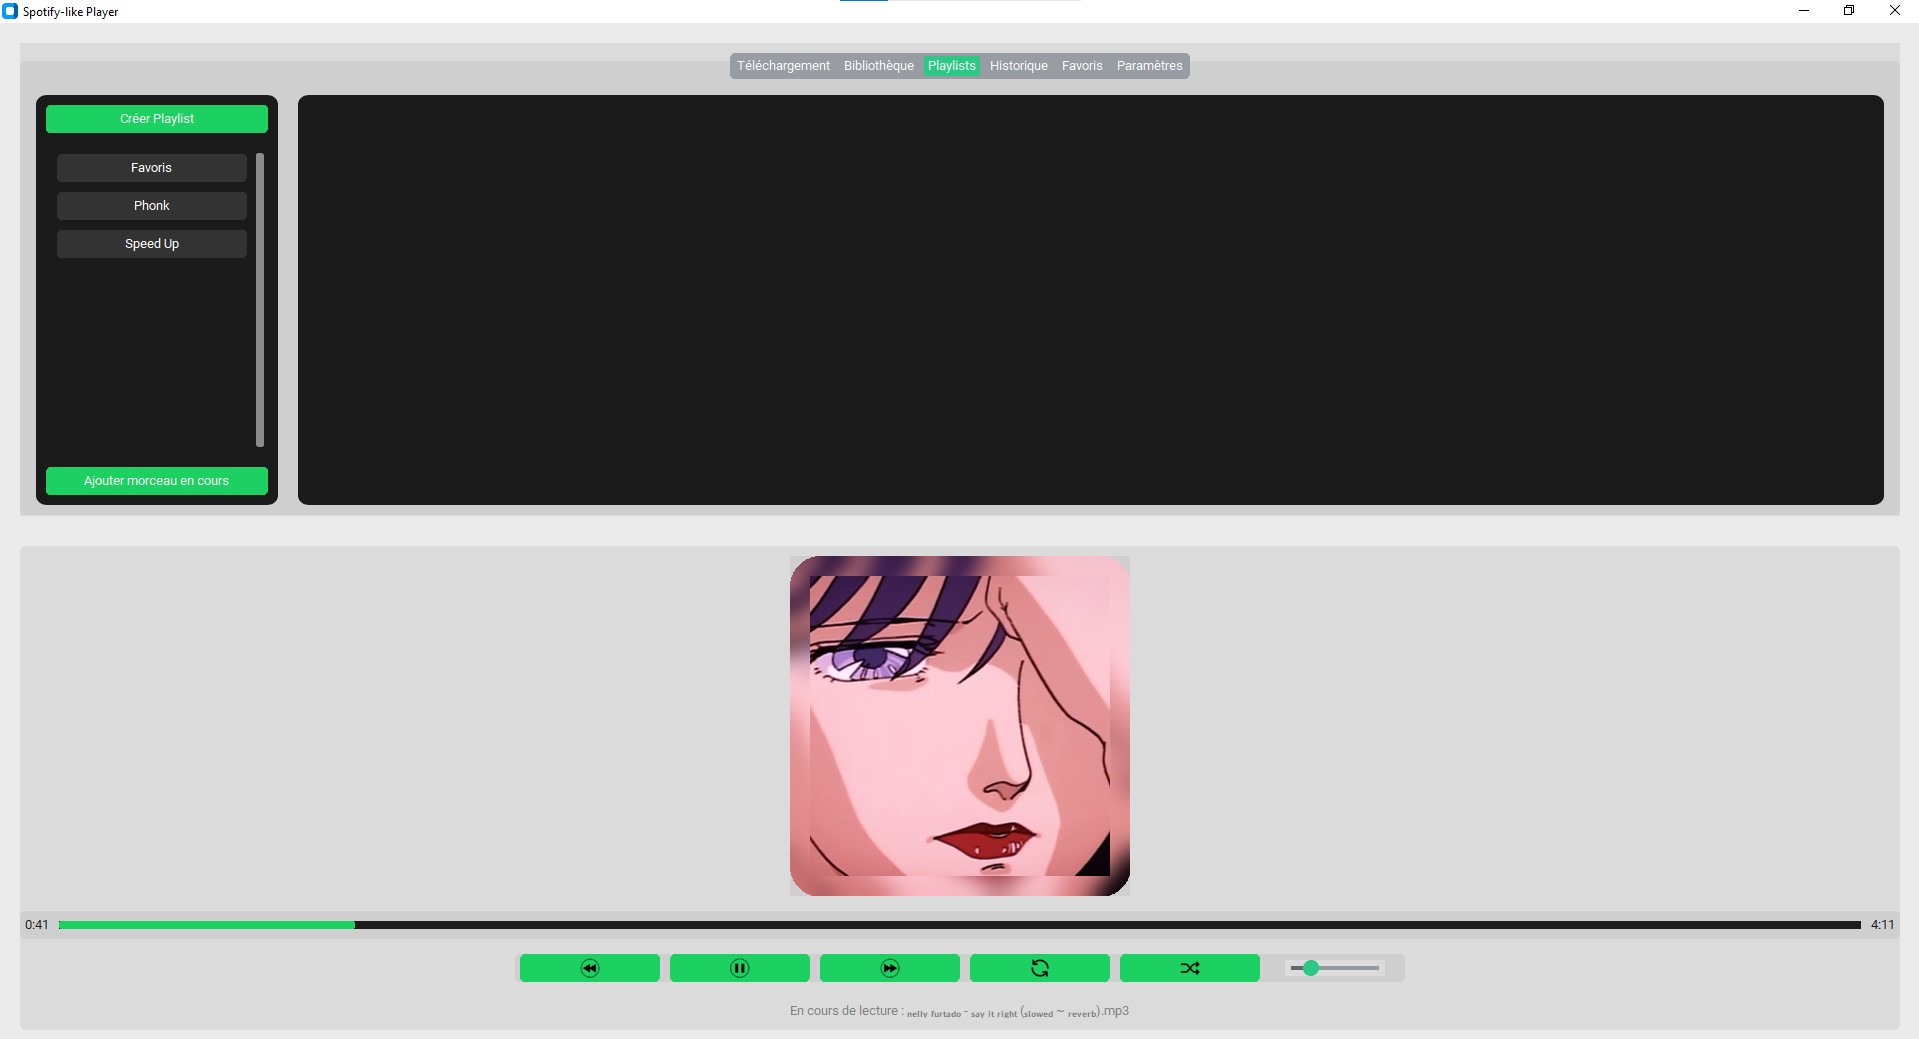 Spotify-like Player
Téléchargement Bibliothèque Playlists Historique Favoris Paramètres
Créer Playlist
Favoris
Phonk
Speed Up
Ajouter morceau en cours
0:41 4:11
En cours de lecture : nelly furtado - say it right (slowed ~ reverb).mp3